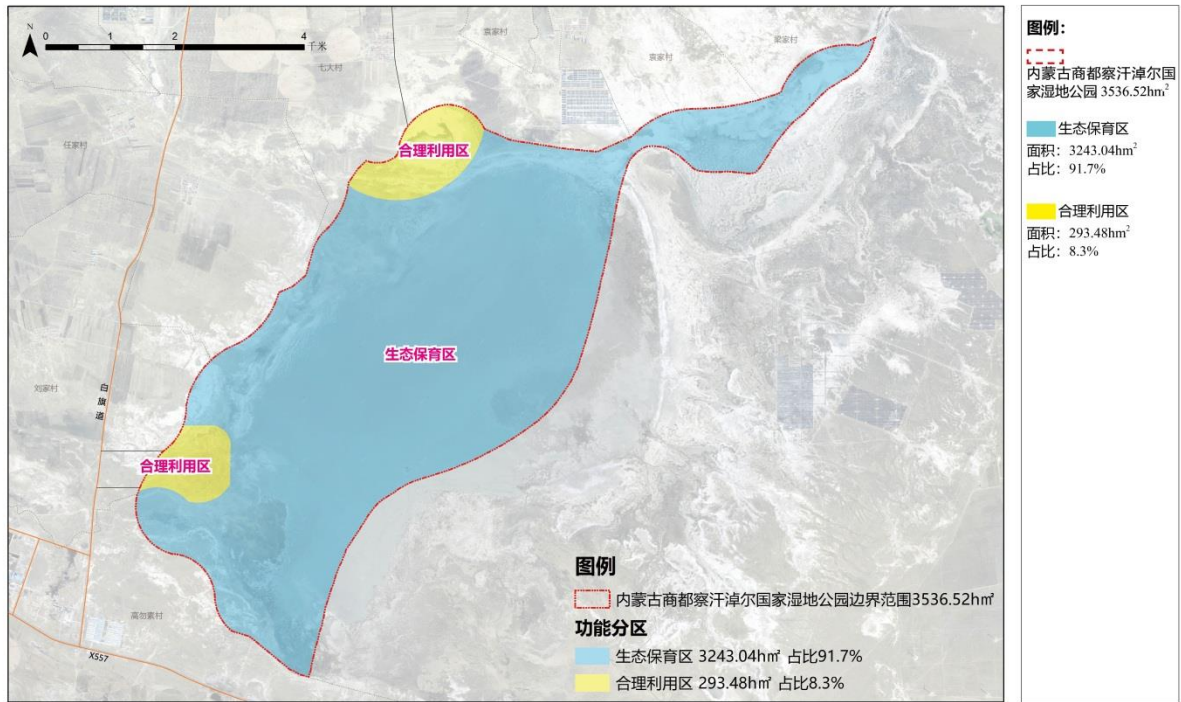 N
0 2 4
千米
袁家村
梁家村
袁家村
七大村
任家村
合理利用区
生态保育区
刘家村
白旗道
合理利用区
高勿素村
X557
图例
内蒙古商都察汗淖尔国家湿地公园边界范围3536.52h㎡
功能分区
生态保育区 3243.04h㎡ 占比91.7%
合理利用区 293.48h㎡ 占比8.3%
图例：
内蒙古商都察汗淖尔国
家湿地公园 3536.52hm²
生态保育区
面积：3243.04hm²
占比：91.7%
合理利用区
面积：293.48hm²
占比：8.3%